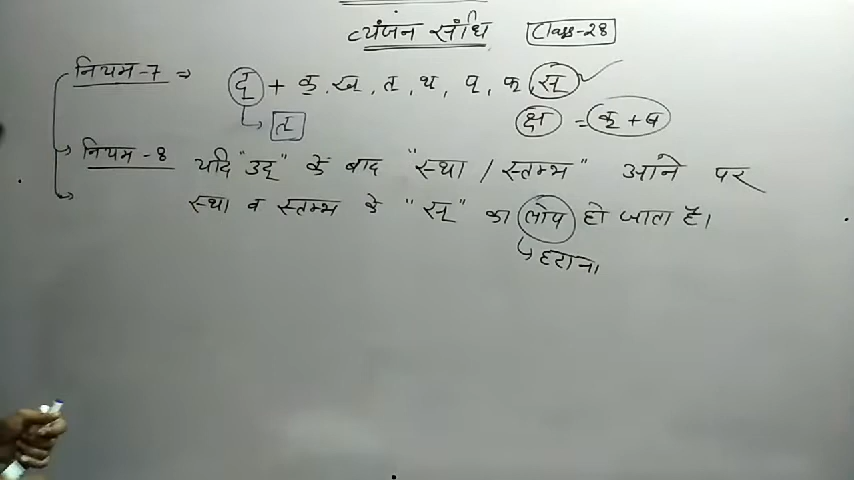 व्यंजन संधि Class-28
नियम-7 ⇒ द् + क, ख, त, थ, प, फ, स् ✓
↳ त् क्ष = क् + ष
नियम-8 यदि "उद्" के बाद "स्था / स्तम्भ" आने पर
स्था व स्तम्भ के "स्" का लोप हो जाता है।
↳ हटाना